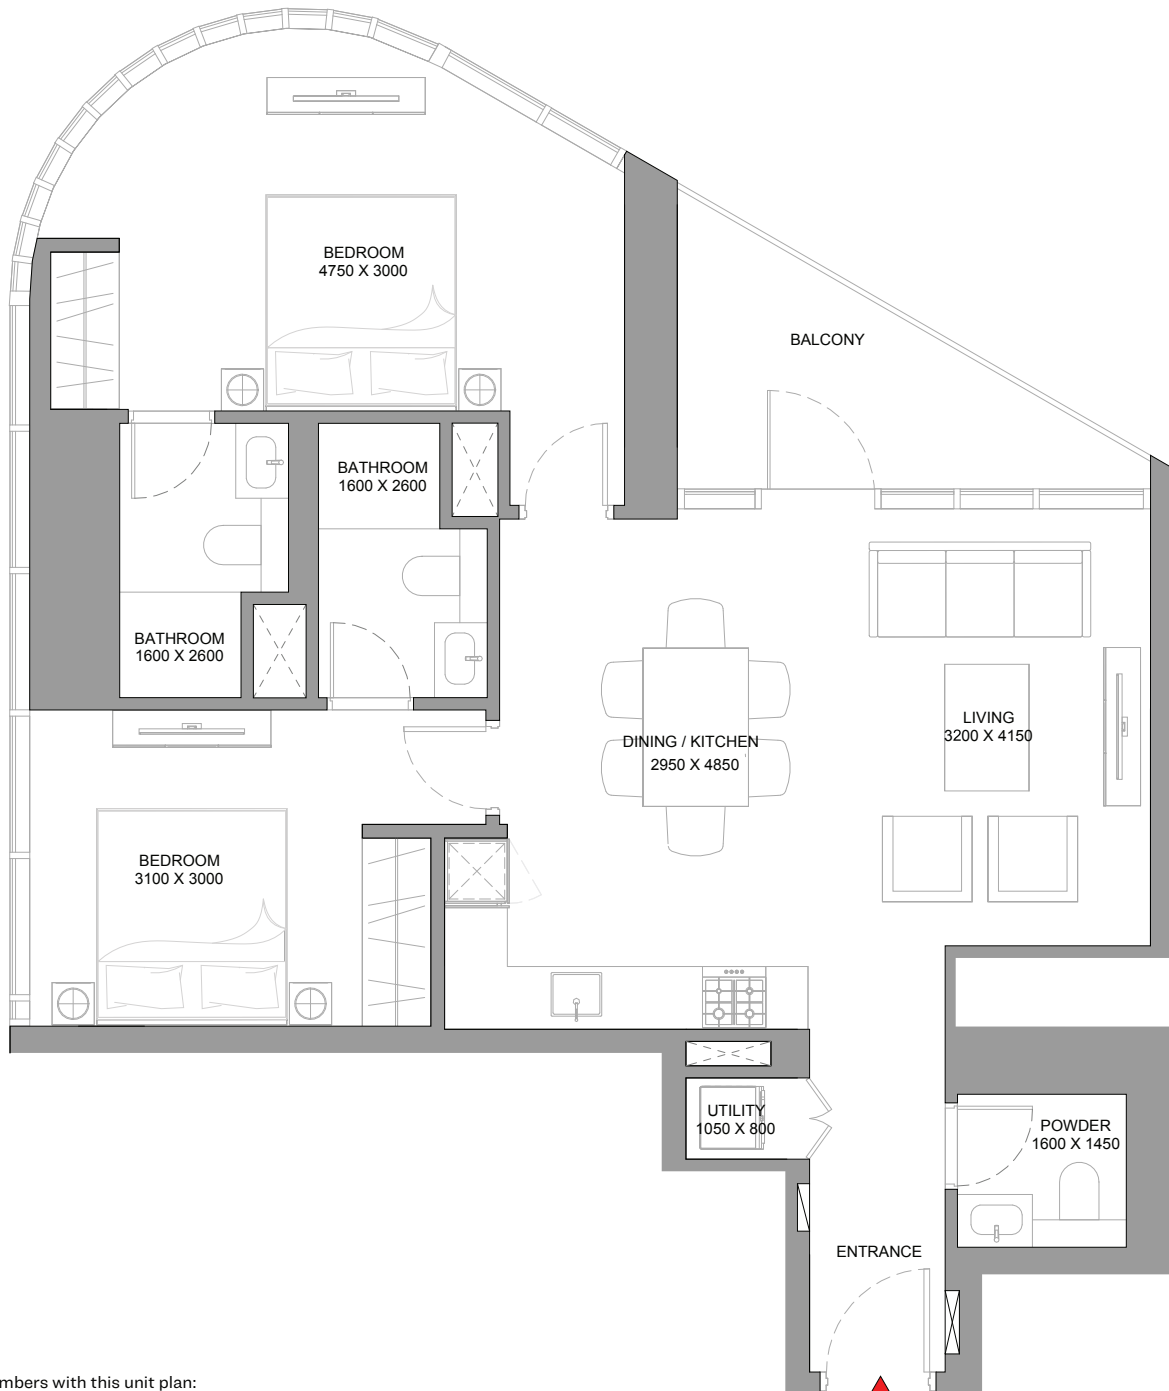 BEDROOM
4750 X 3000
BALCONY
BATHROOM
1600 X 2600
BATHROOM
1600 X 2600
LIVING
3200 X 4150
DINING / KITCHEN
2950 X 4850
BEDROOM
3100 X 3000
UTILITY
1050 X 800
POWDER
1600 X 1450
ENTRANCE
mbers with this unit plan: